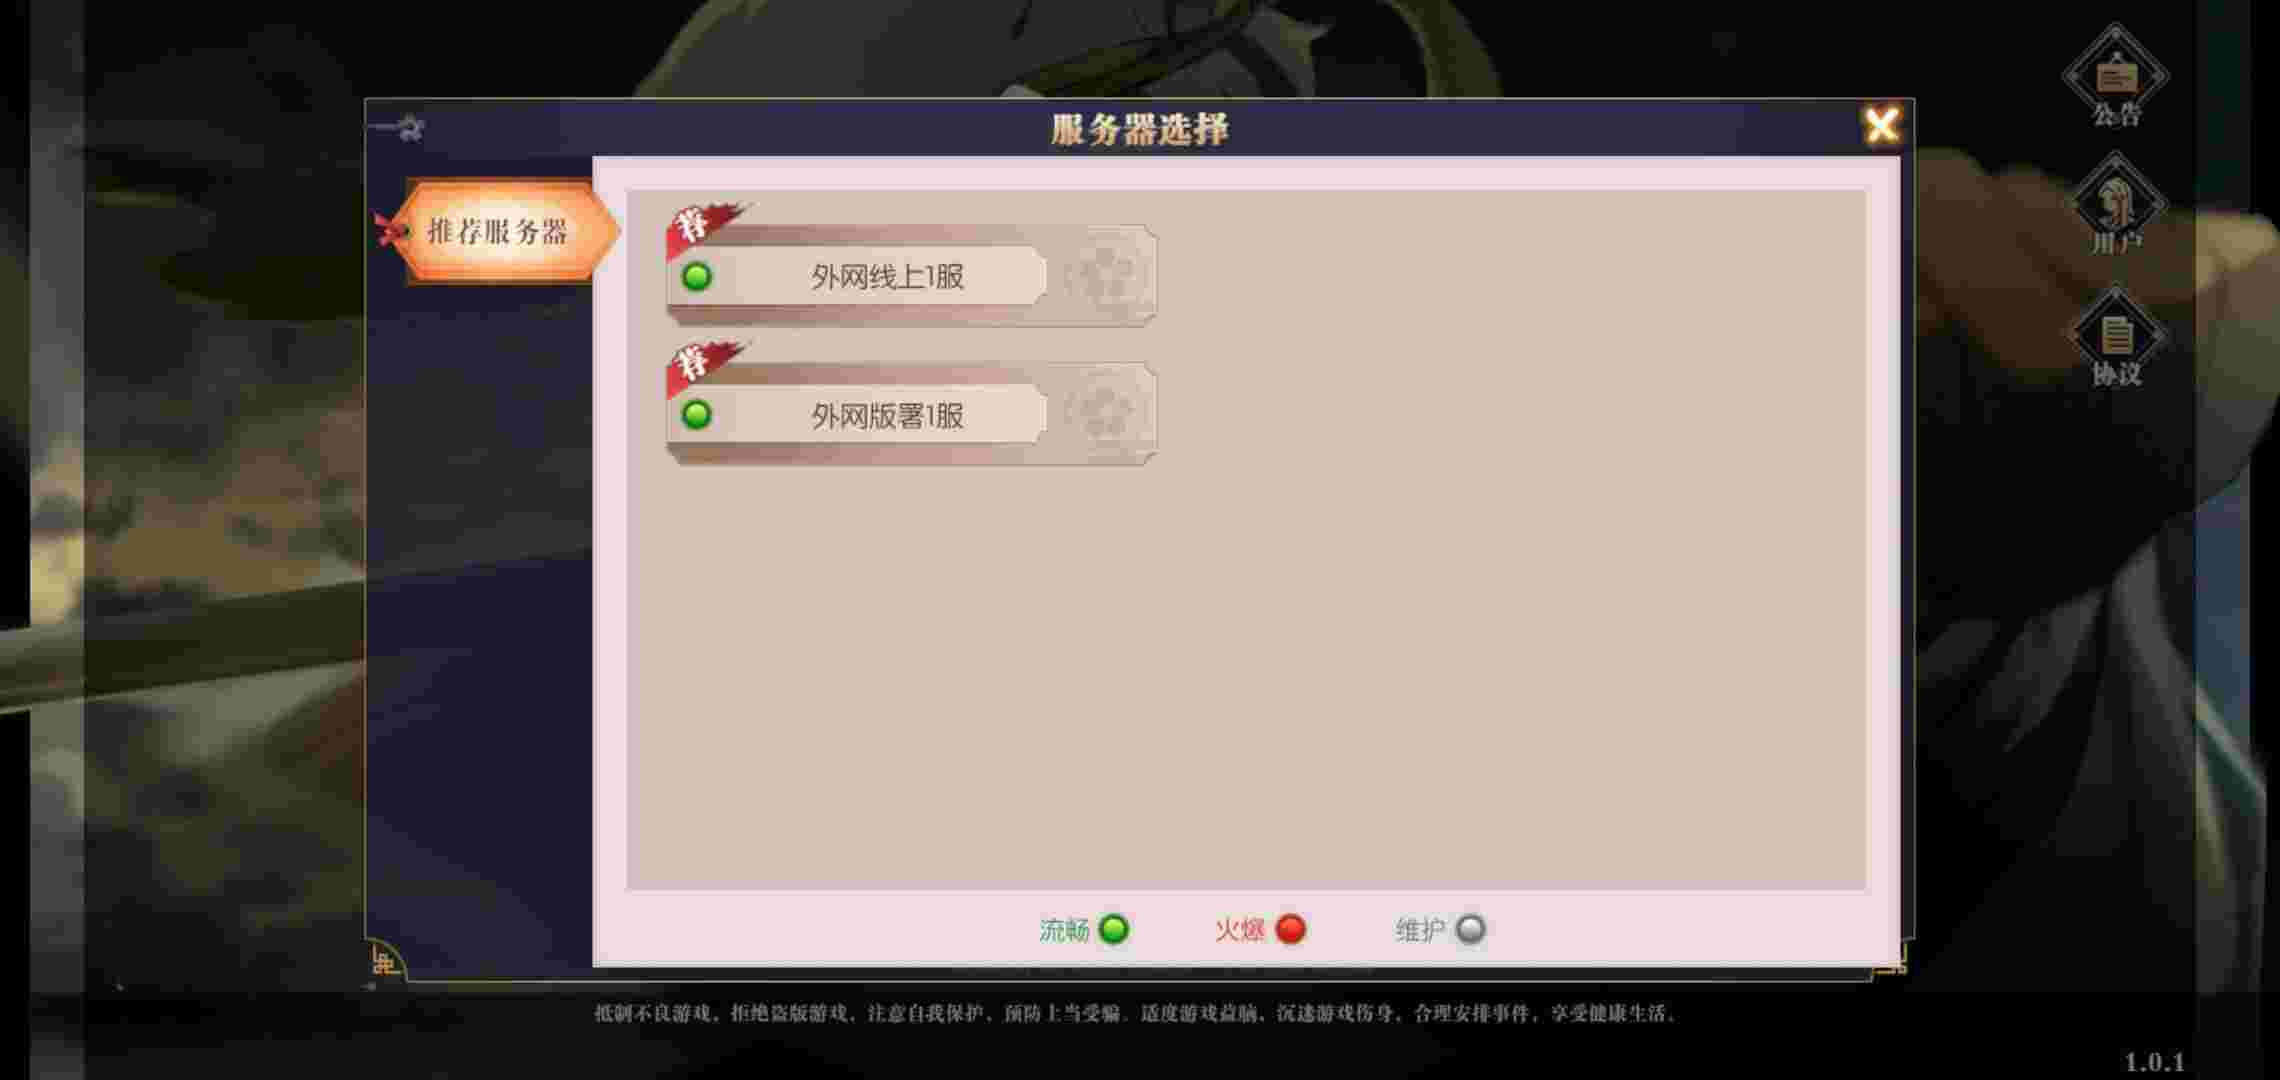 服务器选择
公告
推荐服务器
荐
外网线上1服
用户
荐
外网版署1服
协议
流畅
火爆
维护
抵制不良游戏，拒绝盗版游戏，注意自我保护，预防上当受骗。适度游戏益脑，沉迷游戏伤身，合理安排事件，享受健康生活。
1.0.1